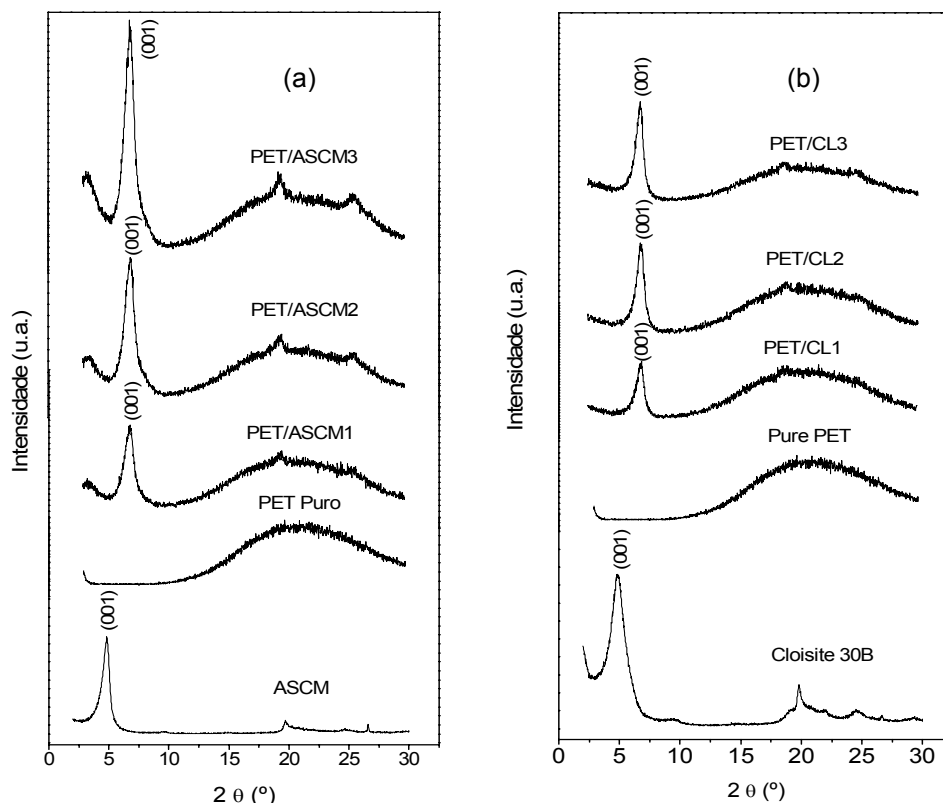 (a)
(001)
PET/ASCM3
(001)
PET/ASCM2
(001)
PET/ASCM1
PET Puro
(001)
ASCM
Intensidade (u.a.)
0 5 10 15 20 25 30
2 θ (º)
(b)
(001)
PET/CL3
(001)
PET/CL2
(001)
PET/CL1
Pure PET
(001)
Cloisite 30B
Intensidade (u.a.)
0 5 10 15 20 25 30
2 θ (º)